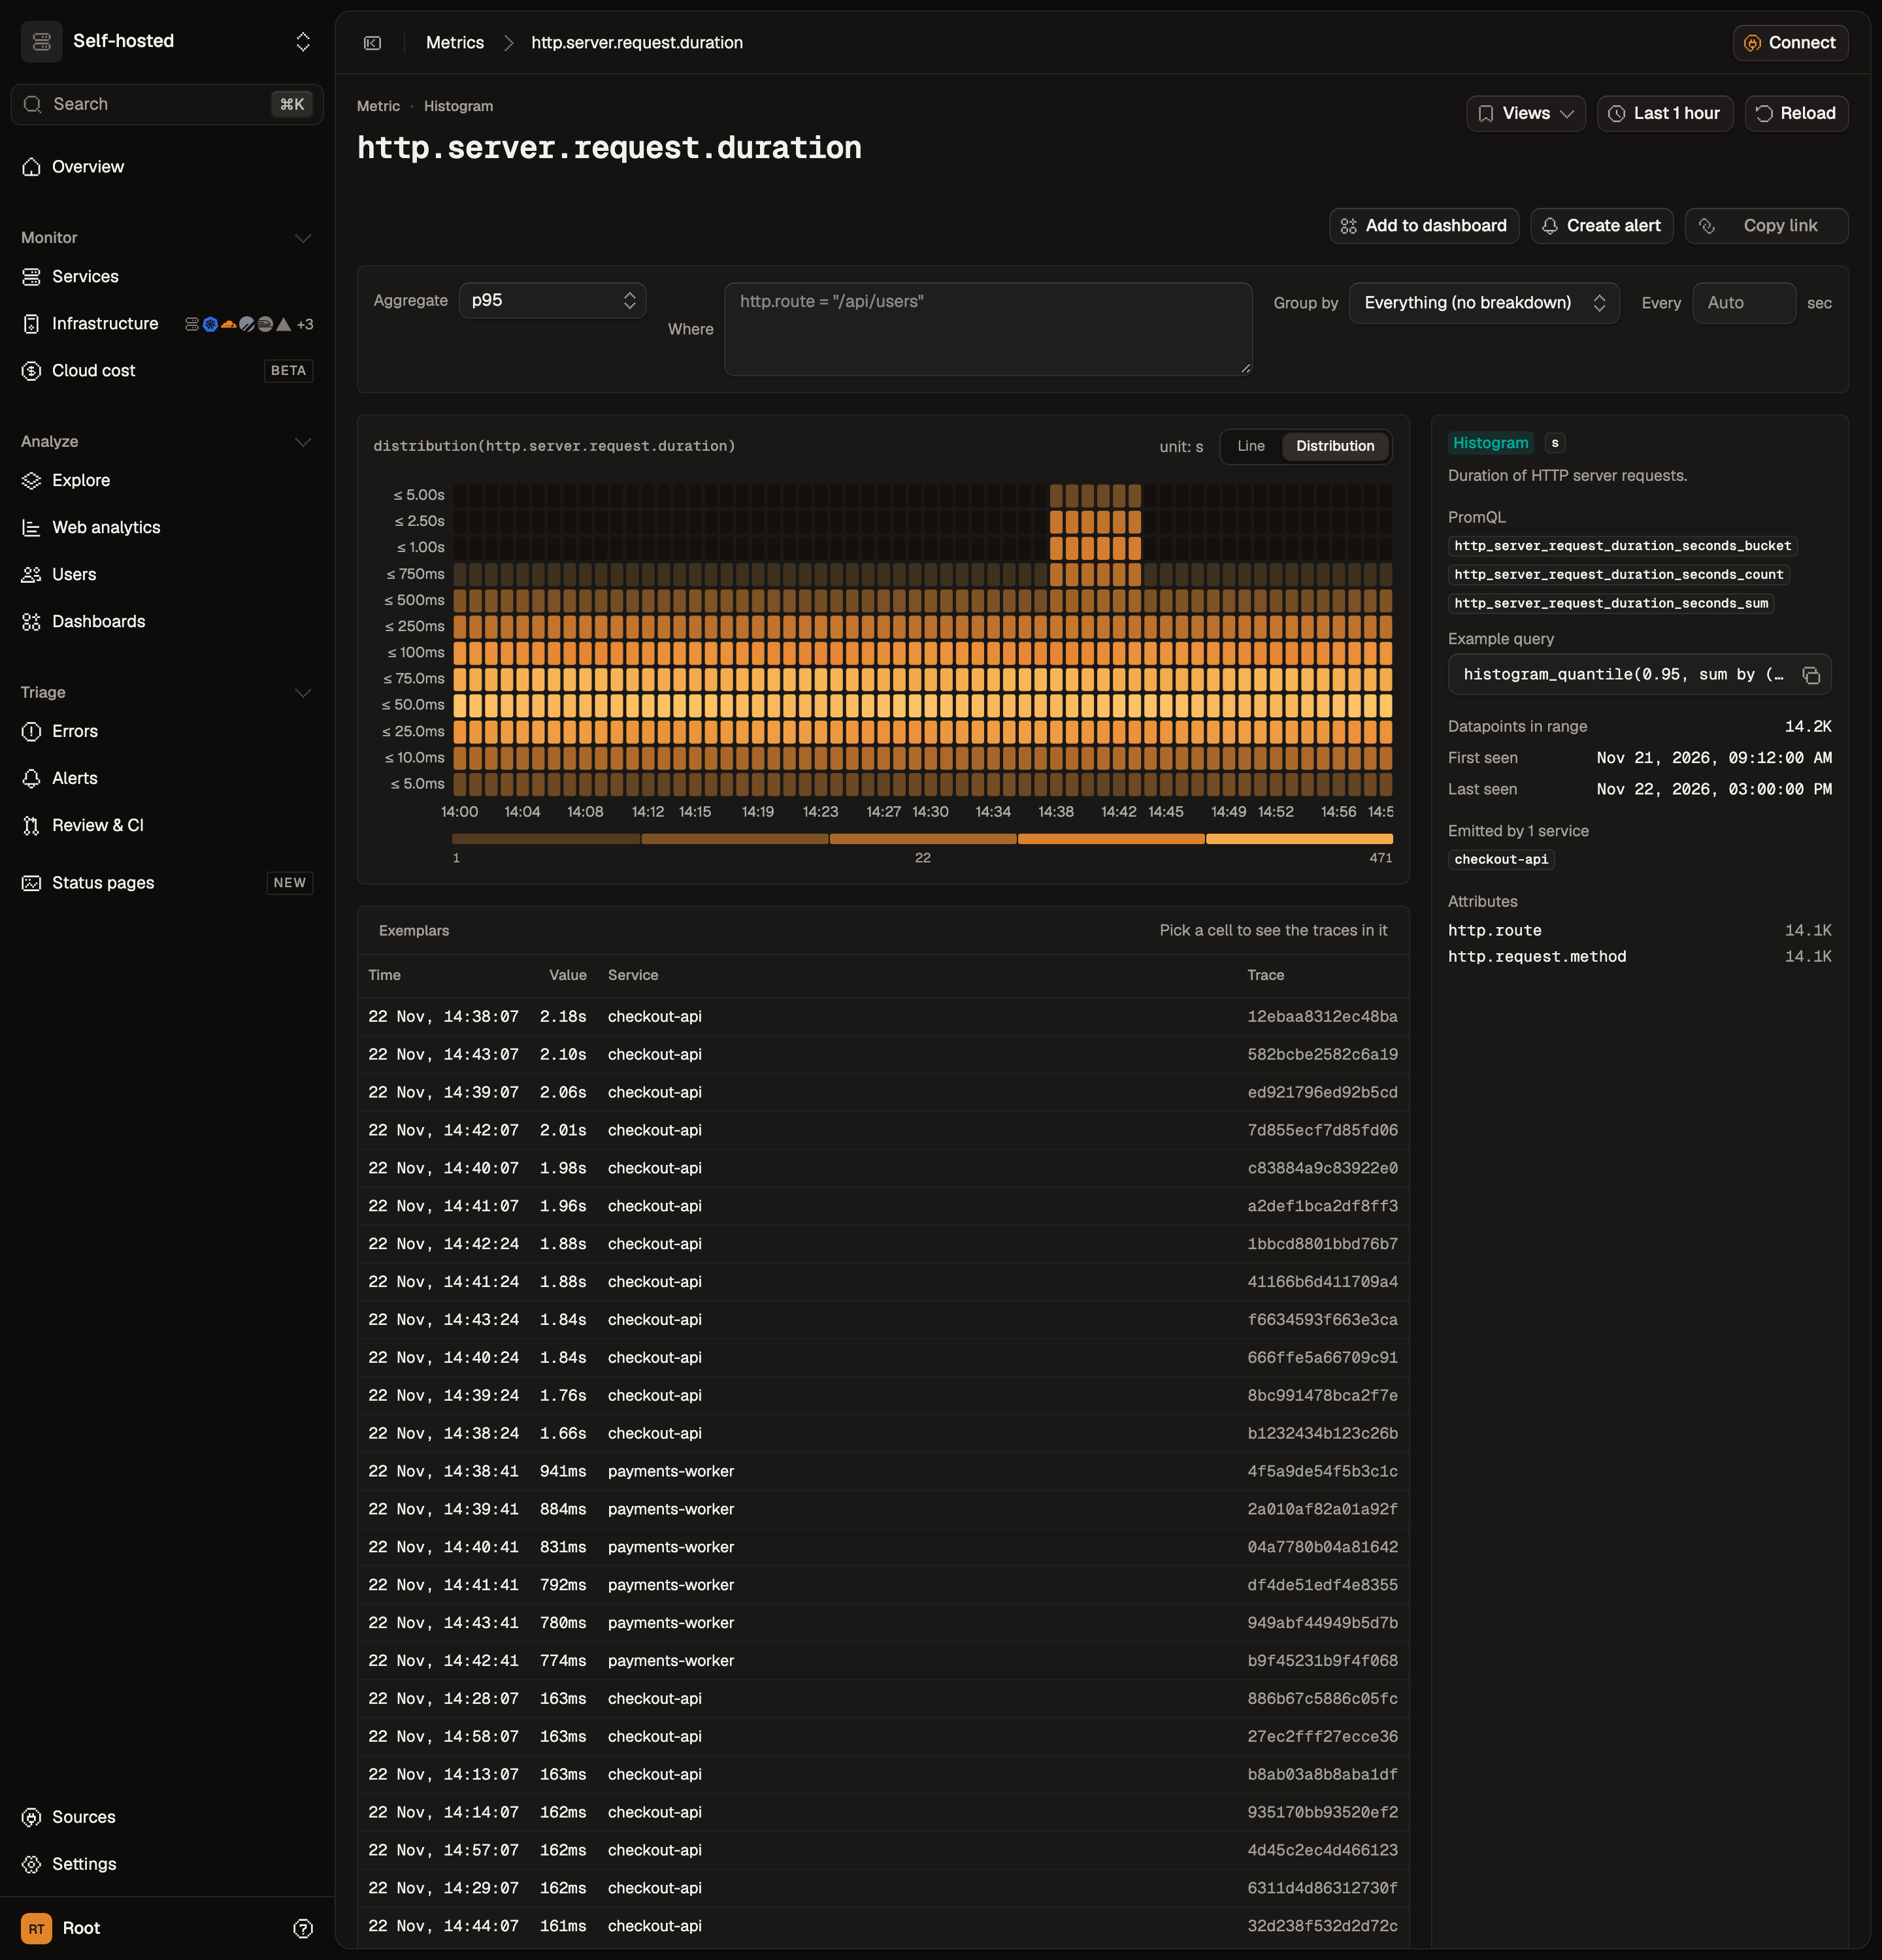 Self-hosted
Search ⌘K
Overview
Monitor
Services
Infrastructure +3
Cloud cost BETA
Analyze
Explore
Web analytics
Users
Dashboards
Triage
Errors
Alerts
Review & CI
Status pages NEW
Sources
Settings
RT Root
Metrics http.server.request.duration
Connect
Metric · Histogram
http.server.request.duration
Views Last 1 hour Reload
Add to dashboard Create alert Copy link
Aggregate p95 Where http.route = "/api/users" Group by Everything (no breakdown) Every Auto sec
distribution(http.server.request.duration) unit: s Line Distribution
≤ 5.00s
≤ 2.50s
≤ 1.00s
≤ 750ms
≤ 500ms
≤ 250ms
≤ 100ms
≤ 75.0ms
≤ 50.0ms
≤ 25.0ms
≤ 10.0ms
≤ 5.0ms
14:00 14:04 14:08 14:12 14:15 14:19 14:23 14:27 14:30 14:34 14:38 14:42 14:45 14:49 14:52 14:56 14:5
1 22 471
Exemplars Pick a cell to see the traces in it
Time Value Service Trace
22 Nov, 14:38:07 2.18s checkout-api 12ebaa8312ec48ba
22 Nov, 14:43:07 2.10s checkout-api 582bcbe2582c6a19
22 Nov, 14:39:07 2.06s checkout-api ed921796ed92b5cd
22 Nov, 14:42:07 2.01s checkout-api 7d855ecf7d85fd06
22 Nov, 14:40:07 1.98s checkout-api c83884a9c83922e0
22 Nov, 14:41:07 1.96s checkout-api a2def1bca2df8ff3
22 Nov, 14:42:24 1.88s checkout-api 1bbcd8801bbd76b7
22 Nov, 14:41:24 1.88s checkout-api 41166b6d411709a4
22 Nov, 14:43:24 1.84s checkout-api f6634593f663e3ca
22 Nov, 14:40:24 1.84s checkout-api 666ffe5a66709c91
22 Nov, 14:39:24 1.76s checkout-api 8bc991478bca2f7e
22 Nov, 14:38:24 1.66s checkout-api b1232434b123c26b
22 Nov, 14:38:41 941ms payments-worker 4f5a9de54f5b3c1c
22 Nov, 14:39:41 884ms payments-worker 2a010af82a01a92f
22 Nov, 14:40:41 831ms payments-worker 04a7780b04a81642
22 Nov, 14:41:41 792ms payments-worker df4de51edf4e8355
22 Nov, 14:43:41 780ms payments-worker 949abf44949b5d7b
22 Nov, 14:42:41 774ms payments-worker b9f45231b9f4f068
22 Nov, 14:28:07 163ms checkout-api 886b67c5886c05fc
22 Nov, 14:58:07 163ms checkout-api 27ec2fff27ecce36
22 Nov, 14:13:07 163ms checkout-api b8ab03a8b8aba1df
22 Nov, 14:14:07 162ms checkout-api 935170bb93520ef2
22 Nov, 14:57:07 162ms checkout-api 4d45c2ec4d466123
22 Nov, 14:29:07 162ms checkout-api 6311d4d86312730f
22 Nov, 14:44:07 161ms checkout-api 32d238f532d2d72c
Histogram s
Duration of HTTP server requests.
PromQL
http_server_request_duration_seconds_bucket
http_server_request_duration_seconds_count
http_server_request_duration_seconds_sum
Example query
histogram_quantile(0.95, sum by (…
Datapoints in range 14.2K
First seen Nov 21, 2026, 09:12:00 AM
Last seen Nov 22, 2026, 03:00:00 PM
Emitted by 1 service
checkout-api
Attributes
http.route 14.1K
http.request.method 14.1K